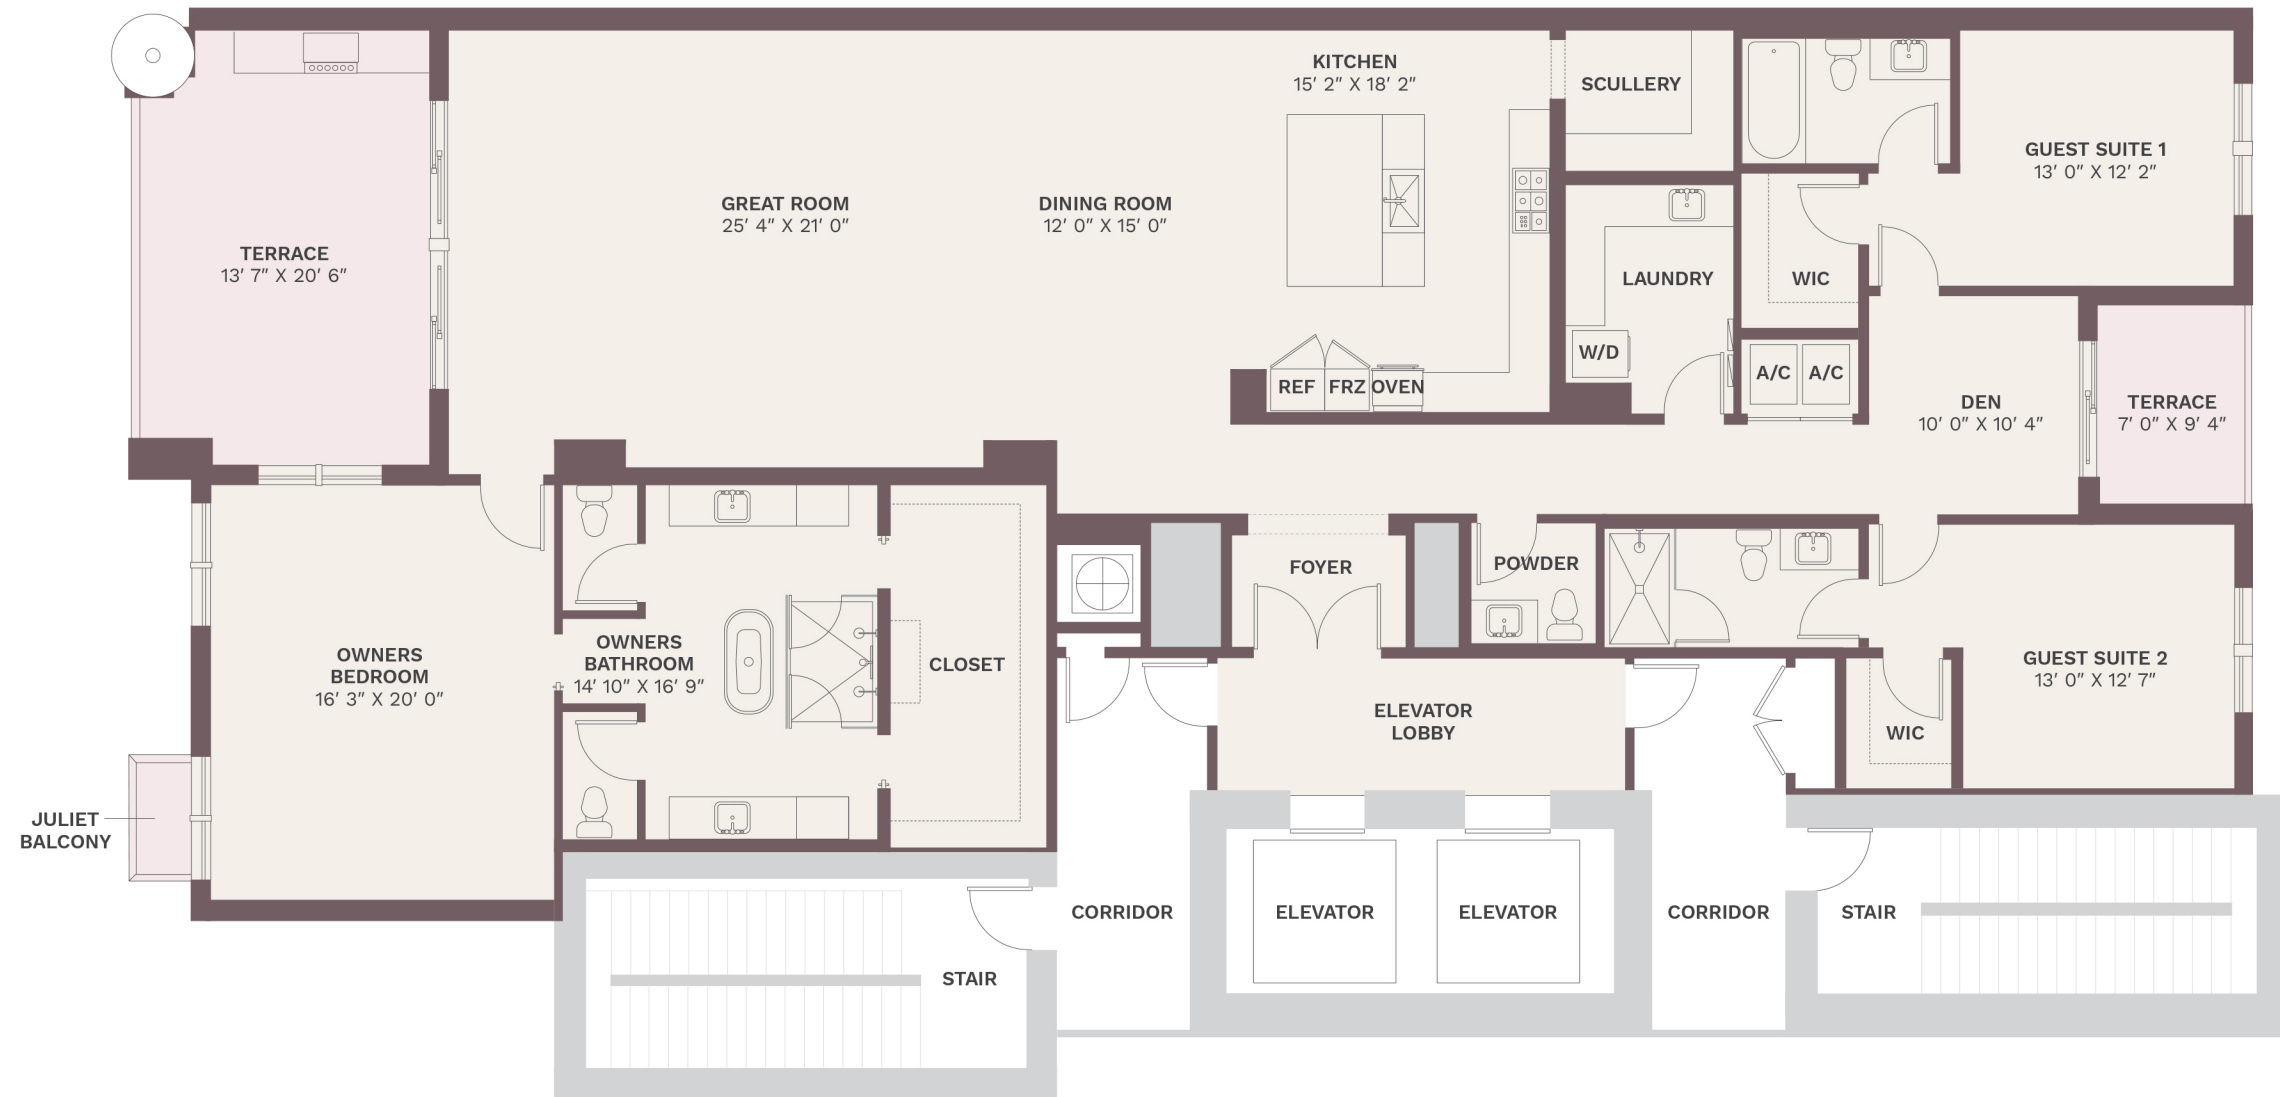 KITCHEN
15′ 2″ X 18′ 2″
SCULLERY
GUEST SUITE 1
13′ 0″ X 12′ 2″
GREAT ROOM
25′ 4″ X 21′ 0″
DINING ROOM
12′ 0″ X 15′ 0″
TERRACE
13′ 7″ X 20′ 6″
LAUNDRY
WIC
W/D
A/C
A/C
REF
FRZ
OVEN
DEN
10′ 0″ X 10′ 4″
TERRACE
7′ 0″ X 9′ 4″
FOYER
POWDER
OWNERS
BEDROOM
16′ 3″ X 20′ 0″
OWNERS
BATHROOM
14′ 10″ X 16′ 9″
CLOSET
GUEST SUITE 2
13′ 0″ X 12′ 7″
ELEVATOR
LOBBY
WIC
JULIET
BALCONY
CORRIDOR
ELEVATOR
ELEVATOR
CORRIDOR
STAIR
STAIR